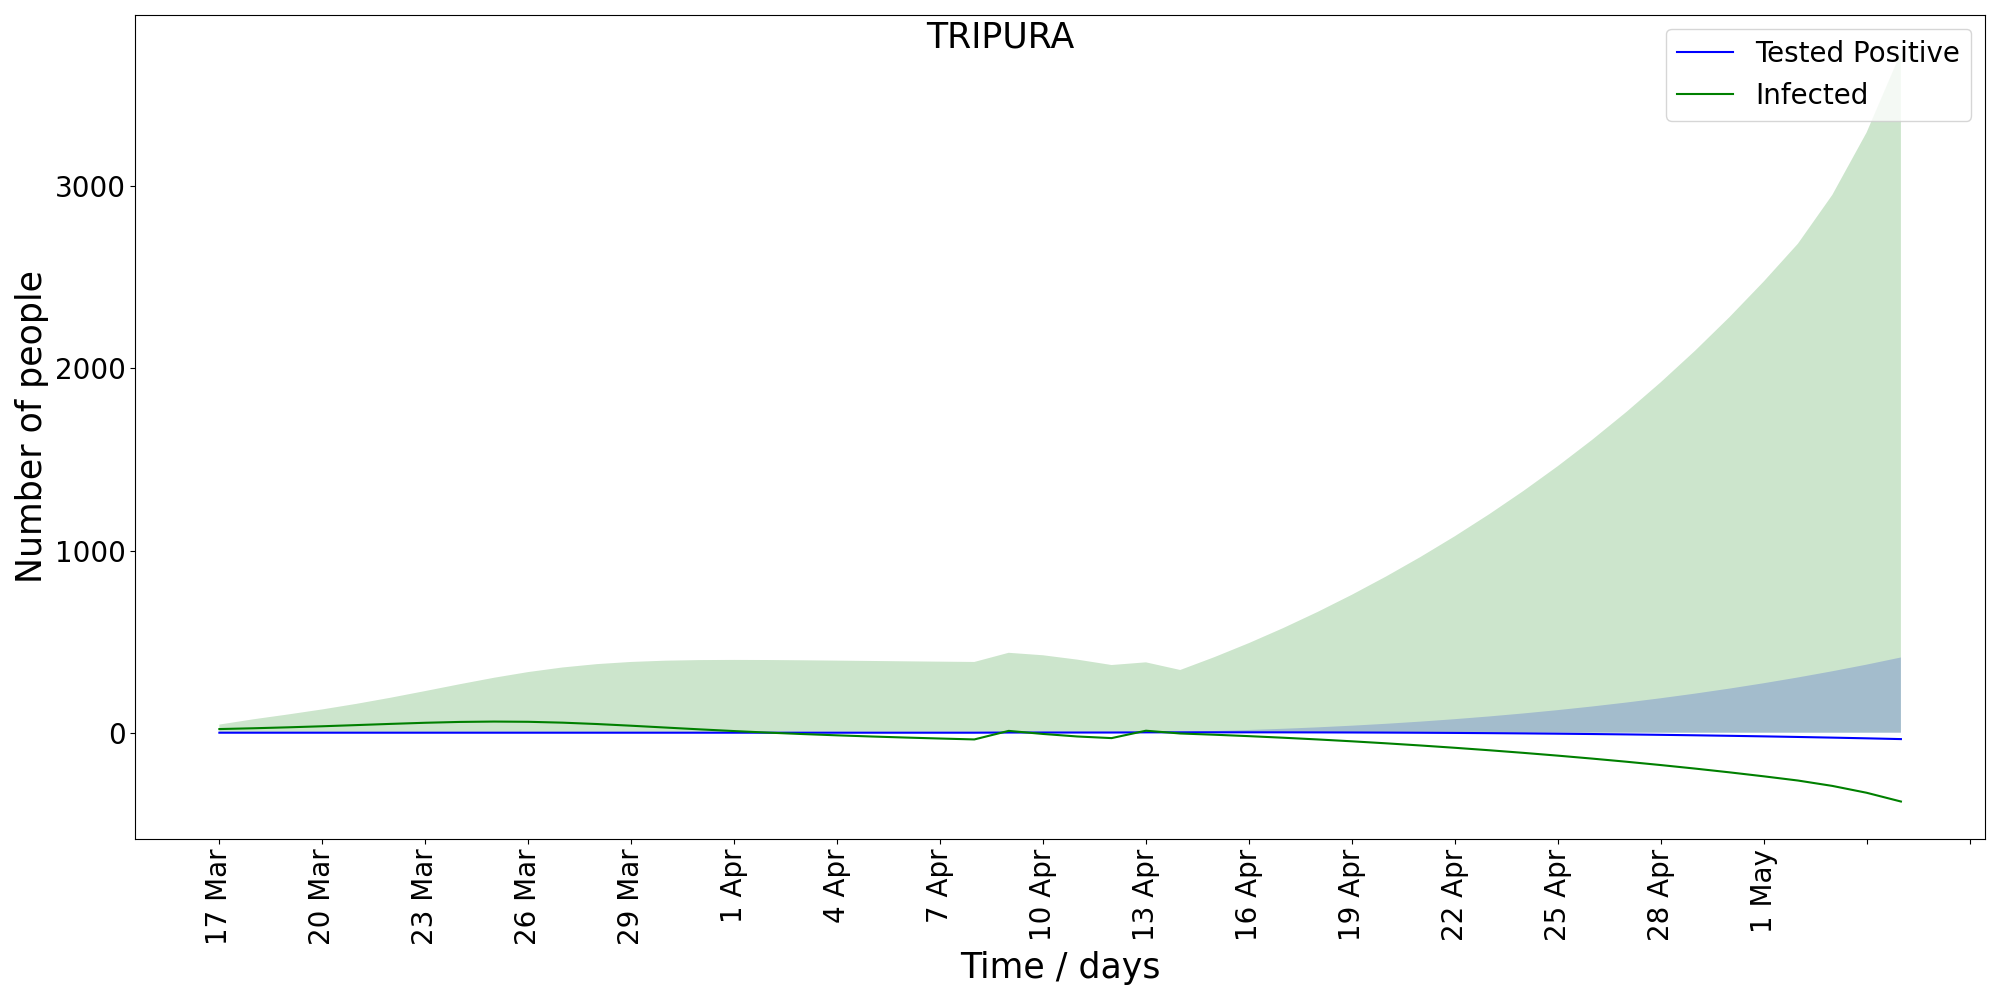 TRIPURA
Tested Positive
Infected
Number of people
3000
2000
1000
0
17 Mar
20 Mar
23 Mar
26 Mar
29 Mar
1 Apr
4 Apr
7 Apr
10 Apr
13 Apr
16 Apr
19 Apr
22 Apr
25 Apr
28 Apr
1 May
Time / days